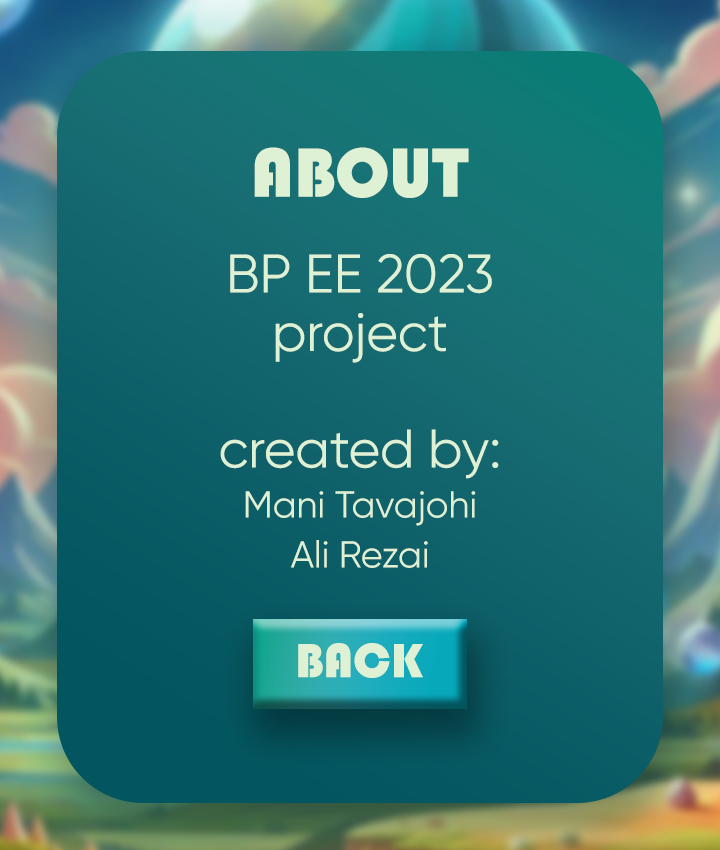 ABOUT
BP EE 2023
project
created by:
Mani Tavajohi
Ali Rezai
BACK